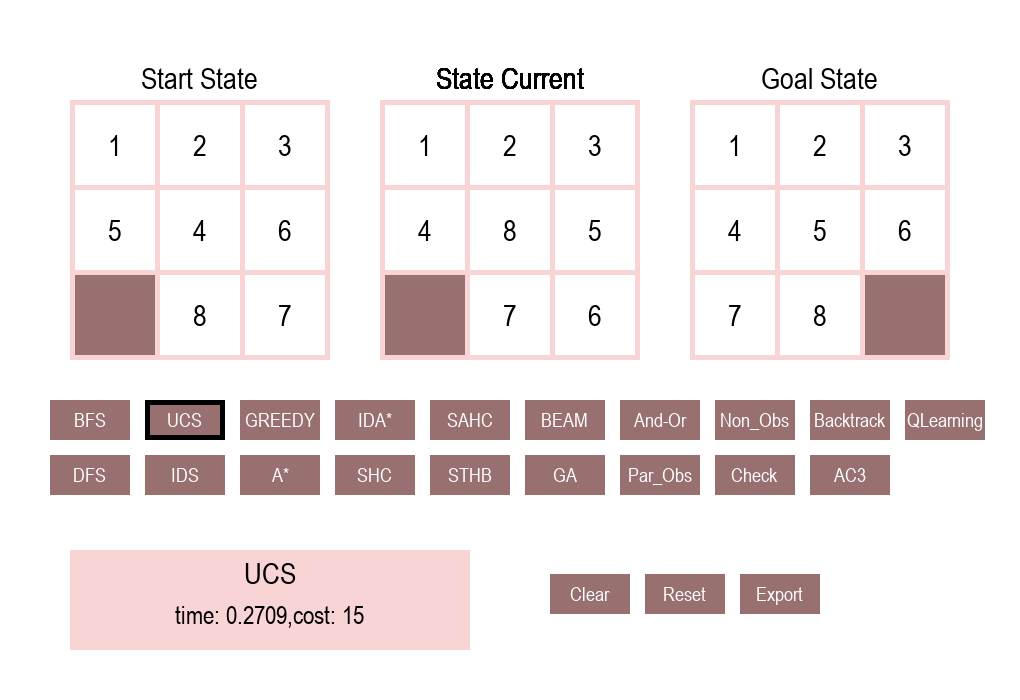 Start State State Current Goal State
1 2 3 1 2 3 1 2 3
5 4 6 4 8 5 4 5 6
8 7 7 6 7 8
BFS UCS GREEDY IDA* SAHC BEAM And-Or Non_Obs Backtrack QLearning
DFS IDS A* SHC STHB GA Par_Obs Check AC3
UCS
time: 0.2709,cost: 15
Clear Reset Export